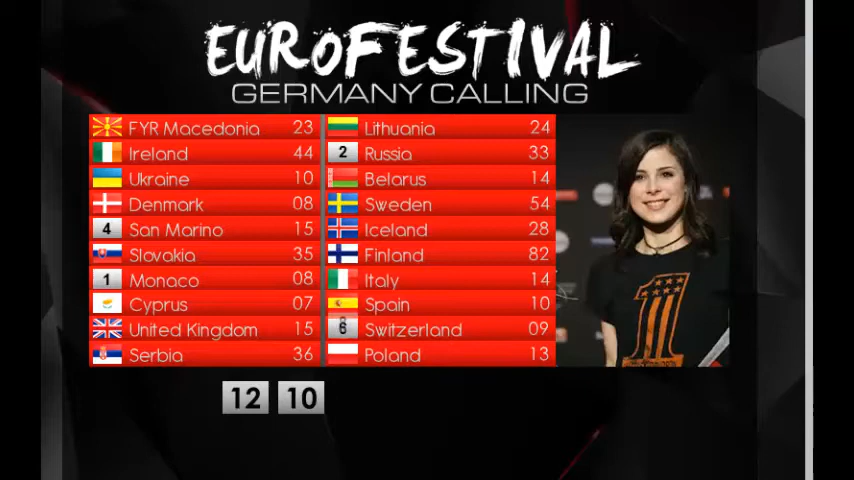 EUROFESTIVAL
GERMANY CALLING
FYR Macedonia 23
Ireland 44
Ukraine 10
Denmark 08
4 San Marino 15
Slovakia 35
1 Monaco 08
Cyprus 07
United Kingdom 15
Serbia 36
Lithuania 24
2 Russia 33
Belarus 14
Sweden 54
Iceland 28
Finland 82
Italy 14
Spain 10
Switzerland 09
Poland 13
1
12 10